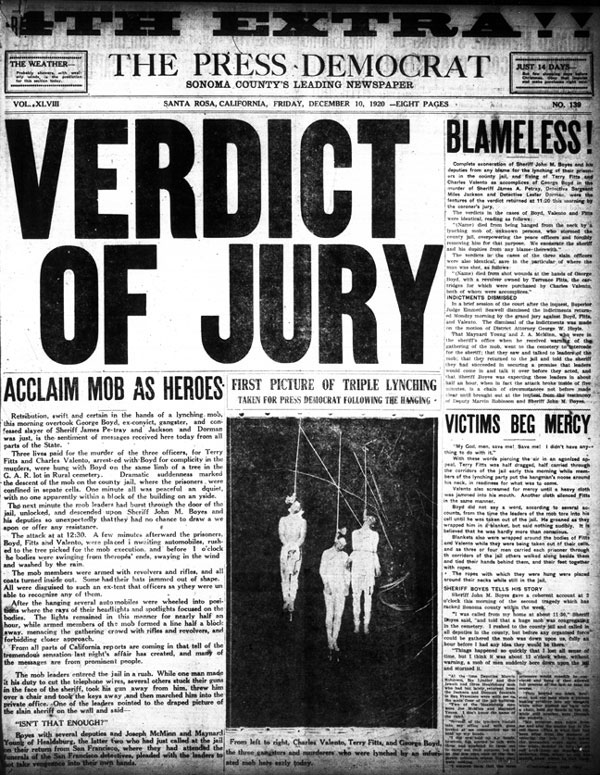 4TH EXTRA!!
THE WEATHER—
JUST 14 DAYS—
THE PRESS DEMOCRAT
SONOMA COUNTY'S LEADING NEWSPAPER
VOL. XLVIII
SANTA ROSA, CALIFORNIA, FRIDAY, DECEMBER 10, 1920 —EIGHT PAGES
NO. 139
VERDICT
OF JURY
ACCLAIM MOB AS HEROES
Retribution, swift and certain in the hands of a lynching mob,
this morning overtook George Boyd, ex-convict, gangster, and con-
fessed slayer of Sheriff James Pe-tray and Jackson and Dorman
was just, is the sentiment of messages received here today from all
parts of the State.
Three lives paid for the murder of the three officers, for Terry
Fitts and Charles Valento, arrest-ed with Boyd for complicity in the
murders, were hung with Boyd on the same limb of a tree in the
G. A. R. lot in Rural cemetery. Dramatic suddenness marked
the descent of the mob on the county jail, where the prisoners, were
confined in separate cells. One minute all was peaceful an dquiet,
with no one apparently within a block of the building on an yside.
The next minute the mob leaders had burst through the door of the
jail, unlocked, and descended upon Sheriff John M. Boyes and
his deputies so unexpectedly that they had no chance to draw a we
apon or offer any resistance.
The attack at at 12:30. A few minutes afterward the prisoners,
Boyd, Fitts and Valento, were placed i nwaiting automobiles, rush-
ed to the tree picked for the mob execution, and before 1 o'clock
he bodies were swinging from theropes' ends, swaying in the wind
and washed by the rain.
The mob members were armed with revolvers and rifles, and all
coats turned inside out. Some had their hats jammed out of shape.
All were disguised to such an ex-tent that officers as ythey were un
able to recognize any of them.
After the hanging several automobiles were wheeled into posi-
tions where the rays of their headlights and spotlights focused on the
bodies. The lights remained in this manner for nearly half an
hour, while armed members of the mob formed a line half a block
away, menacing the gathering crowd with rifles and revolvers, and
forbidding closer approach.
From all parts of California reports are coming in that tell of the
tremendous sensation last night's affair has created, and many of
the messages are from prominent people.
The mob leaders entered the jail in a rush. While one man made
it his duty to cut the telephone wires, several others stuck their guns
in the face of the sheriff, took his gun away from him, threw him
over a chair and took the keys away ,and then marched him into the
private office. One of the leaders pointed to the draped picture of
the slain sheriff on the wall and said—
"ISN'T THAT ENOUGH?"
Boyes with several deputies and Joseph McMinn and Maynard
Young of Healdsburg, the latter two who had just called at the jail
on their return from San Francisco, where they had attended the
funerals of the San Francisco detectives, pleaded with the leaders to
not take vengeance into their own hands.
FIRST PICTURE OF TRIPLE LYNCHING
TAKEN FOR PRESS DEMOCRAT FOLLOWING THE HANGING
From left to right, Charles Valento, Terry Fitts, and George Boyd,
the three gangsters and murderers who were lynched by an infuri-
ated mob here early today.
BLAMELESS!
Complete exoneration of Sheriff John M. Boyes and his
deputies from any blame for the lynching of their prison-
ers in the county jail, and fixing of Terry Fitts and
Charles Valento as accomplices of George Boyd in the
murder of Sheriff James A. Petray, Detective Sergeant
Miles Jackson and Detective Lester Dorman, were the
features of the verdict returned at 11:20 this morning by
the coroner's jury.
The verdicts in the cases of Boyd, Valento and Fitts
were identical, reading as follows:
"(Name) died from being hanged from the neck by a
lynching mob of unknown persons, who stormed the
county jail, overpowering the peace officers and forcibly
removing him for that purpose. We exonerate the sheriff
and his deputies from any blame therewith."
The verdicts in the cases of the three slain officers
were also identical, save in the particular of where the
man was shot, as follows:
"(Name) died from shot wounds at the hands of George
Boyd, with a revolver owned by Terrance Fitts, the car-
tridges for which were purchased by Charles Valento,
both of whom were accomplices."
INDICTMENTS DISMISSED
In a brief session of the court after the inquest, Superior
Judge Emmett Seawell dismissed the indictments return-
ed Monday morning by the grand jury against Boyd, Fitts,
and Valento. The dismissal of the indictments was made
on the motion of District Attorney George W. Hoyle.
That Maynard Young and J. A. McMinn, who were in
the sheriff's office when he received warning of the
gathering of the mob, went to the cemetery to intercede
for the sheriff; that they saw and talked to leaders of the
mob; that they returned to the jail and told the sheriff
they had succeeded in securing a promise that leaders
would come in and talk it over before they acted, and
that Sheriff Boyes was expecting those leaders in about
half an hour, when in fact the attack broke inside of five
minutes, is a chain of circumstances not before made
clear until brought out at the inquest, from the testimony
of Deputy Marvin Robinson and Sheriff John M. Boyes.
VICTIMS BEG MERCY
"My God, men, save me! Save me! I didn't have any-
thing to do with it."
With these words piercing the air in an agonized ap-
peal, Terry Fitts was half dragged, half carried through
the corridors of the jail early this morning while mem-
bers of the lynching party put the hangman's noose around
his neck, in readiness for what was to come.
Valento also screamed for mercy until a heavy cloth
was jammed into his mouth. Another cloth silenced Fitts
in the same manner.
Boyd did not say a word, according to several ac-
counts, from the time the leaders of the mob tore into his
cell until he was taken out of the jail. He groaned as they
wrapped him in a blanket, but said nothing audibly. It is
believed that he was hardly more than conscious.
Blankets also were wrapped around the bodies of Fitts
and Valento while they were being taken out of their cells,
and as three or four men carried each prisoner through
th corridors of the jail others walked along beside them
and tied their hands behind them, and their feet together
with ropes.
The ropes with which they were hung were placed
around their necks while still in the jail.
SHERIFF BOYES TELLS HIS STORY
Sheriff John M. Boyes gave a coherent account at 2
o'clock this morning of the second tragedy which has
racked Sonoma county within the week.
"I was called from my home at about 11:30," Sheriff
Boyes said, "and told that a huge mob was congregating
in the cemetery. I rushed to the county jail and called in
all deputies in the county, but before any organized force
could be gathered the mob was down upon us, fully an
hour before I had any idea they would be there."
"Things happened so quickly that I lost all sense of
time, but I think it was about 12 o'clock when, without
warning, a mob of men suddenly bore down upon the jail
and stormed it.